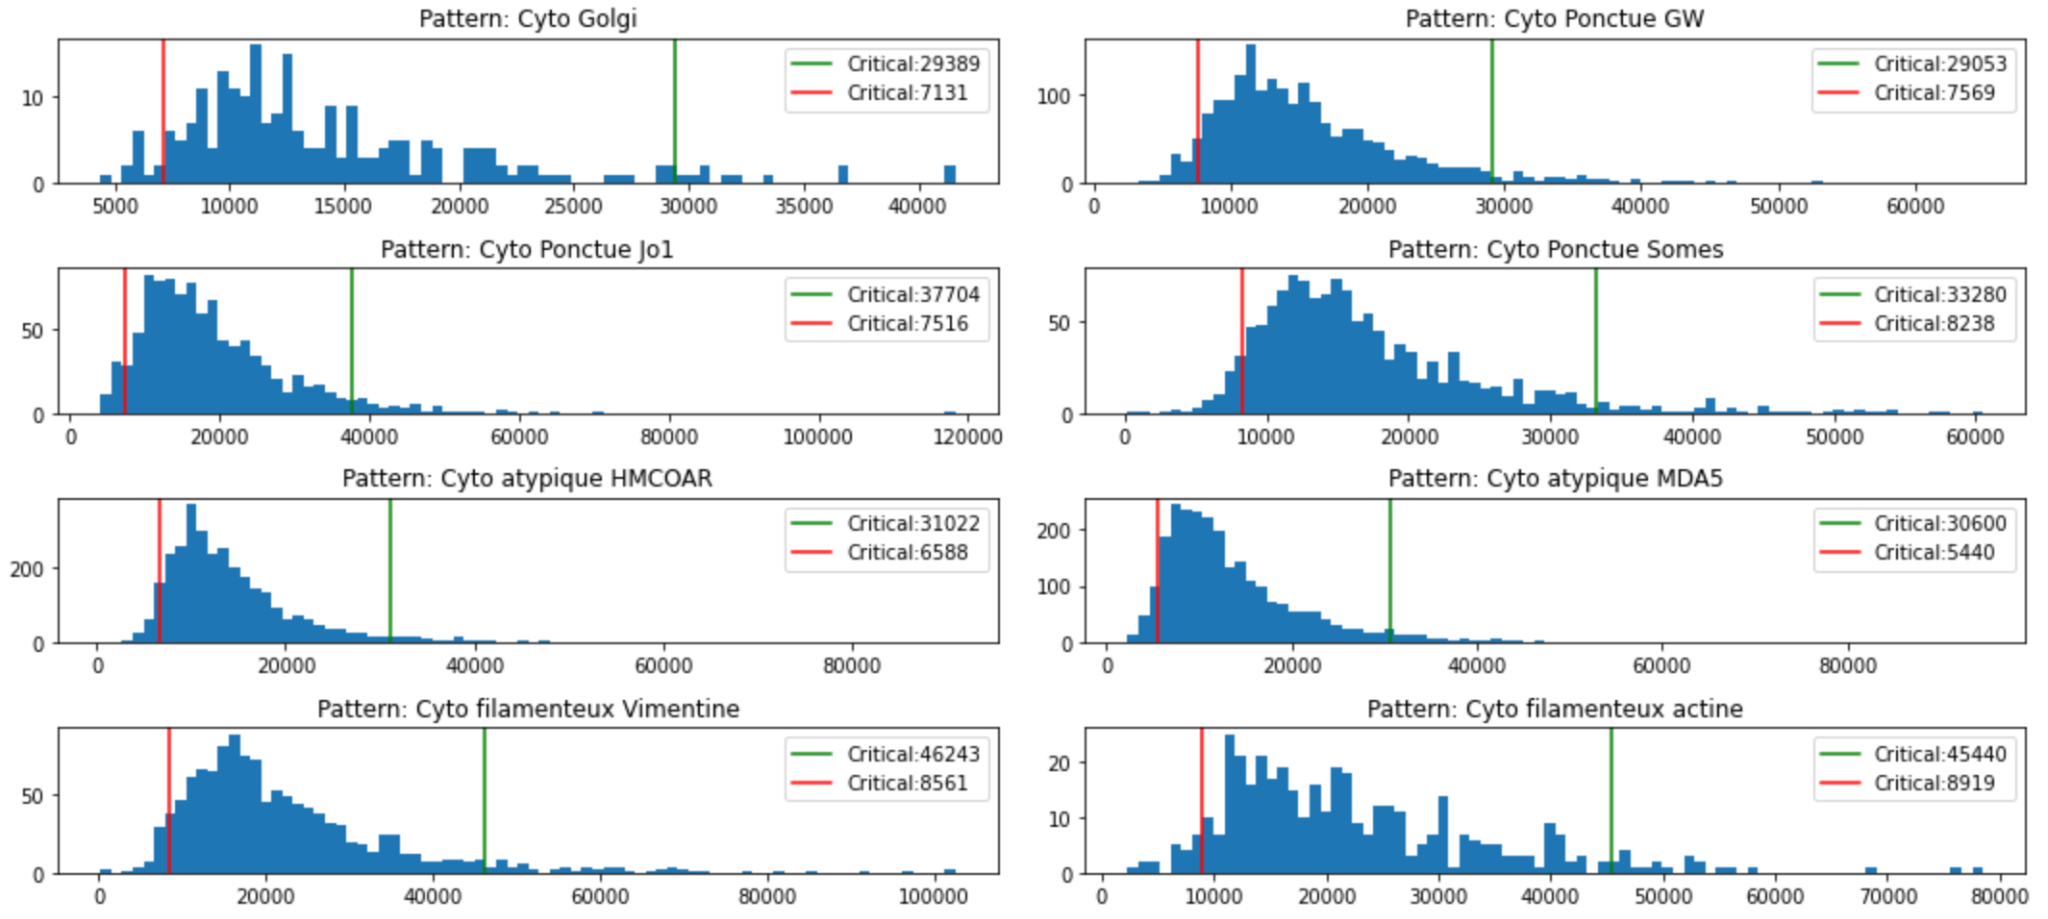 Pattern: Cyto Golgi
10
0
5000 10000 15000 20000 25000 30000 35000 40000
Critical:29389
Critical:7131
Pattern: Cyto Ponctue GW
100
0
0 10000 20000 30000 40000 50000 60000
Critical:29053
Critical:7569
Pattern: Cyto Ponctue Jo1
50
0
0 20000 40000 60000 80000 100000 120000
Critical:37704
Critical:7516
Pattern: Cyto Ponctue Somes
50
0
0 10000 20000 30000 40000 50000 60000
Critical:33280
Critical:8238
Pattern: Cyto atypique HMCOAR
200
0
0 20000 40000 60000 80000
Critical:31022
Critical:6588
Pattern: Cyto atypique MDA5
200
100
0
0 20000 40000 60000 80000
Critical:30600
Critical:5440
Pattern: Cyto filamenteux Vimentine
50
0
0 20000 40000 60000 80000 100000
Critical:46243
Critical:8561
Pattern: Cyto filamenteux actine
20
10
0
0 10000 20000 30000 40000 50000 60000 70000 80000
Critical:45440
Critical:8919